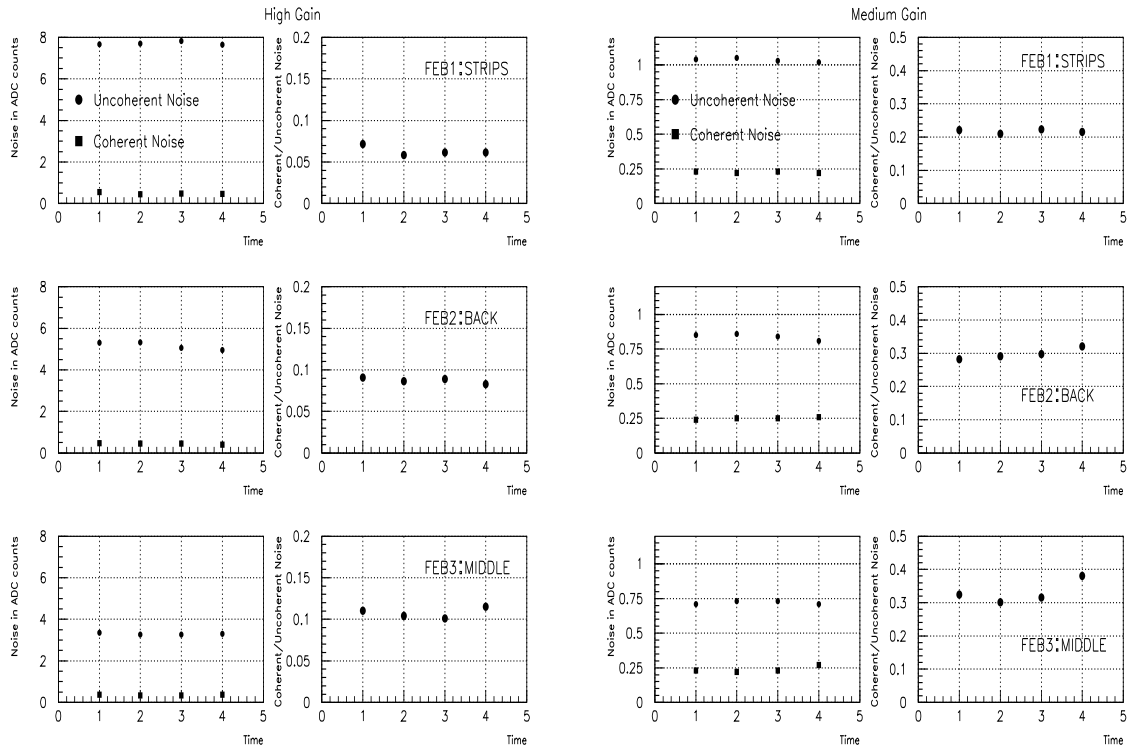 High Gain
Medium Gain
Noise in ADC counts
8
6
4
2
0
0 1 2 3 4 5
Time
Uncoherent Noise
Coherent Noise
Coherent/Uncoherent Noise
0.2
0.15
0.1
0.05
0
0 1 2 3 4 5
Time
FEB1:STRIPS
Noise in ADC counts
1
0.75
0.5
0.25
0
0 1 2 3 4 5
Time
Uncoherent Noise
Coherent Noise
Coherent/Uncoherent Noise
0.5
0.4
0.3
0.2
0.1
0
0 1 2 3 4 5
Time
FEB1:STRIPS
Noise in ADC counts
8
6
4
2
0
0 1 2 3 4 5
Time
Coherent/Uncoherent Noise
0.2
0.15
0.1
0.05
0
0 1 2 3 4 5
Time
FEB2:BACK
Noise in ADC counts
1
0.75
0.5
0.25
0
0 1 2 3 4 5
Time
Coherent/Uncoherent Noise
0.5
0.4
0.3
0.2
0.1
0
0 1 2 3 4 5
Time
FEB2:BACK
Noise in ADC counts
8
6
4
2
0
0 1 2 3 4 5
Time
Coherent/Uncoherent Noise
0.2
0.15
0.1
0.05
0
0 1 2 3 4 5
Time
FEB3:MIDDLE
Noise in ADC counts
1
0.75
0.5
0.25
0
0 1 2 3 4 5
Time
Coherent/Uncoherent Noise
0.5
0.4
0.3
0.2
0.1
0
0 1 2 3 4 5
Time
FEB3:MIDDLE